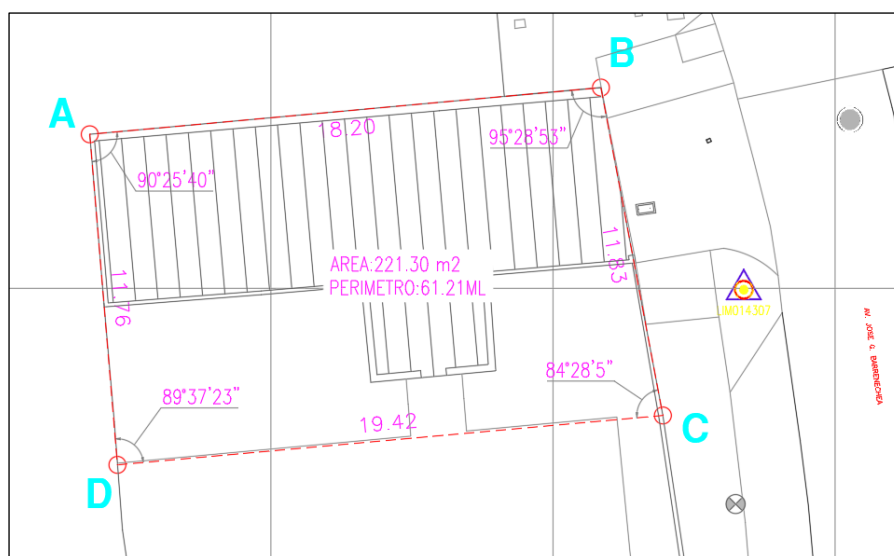 B
A
18.20
95°28'53"
90°25'40"
11.83
AREA:221.30 m2
PERIMETRO:61.21ML
11.76
JM014307
AV. JOSE G. BARRENECHEA
84°28'5"
89°37'23"
19.42
C
D